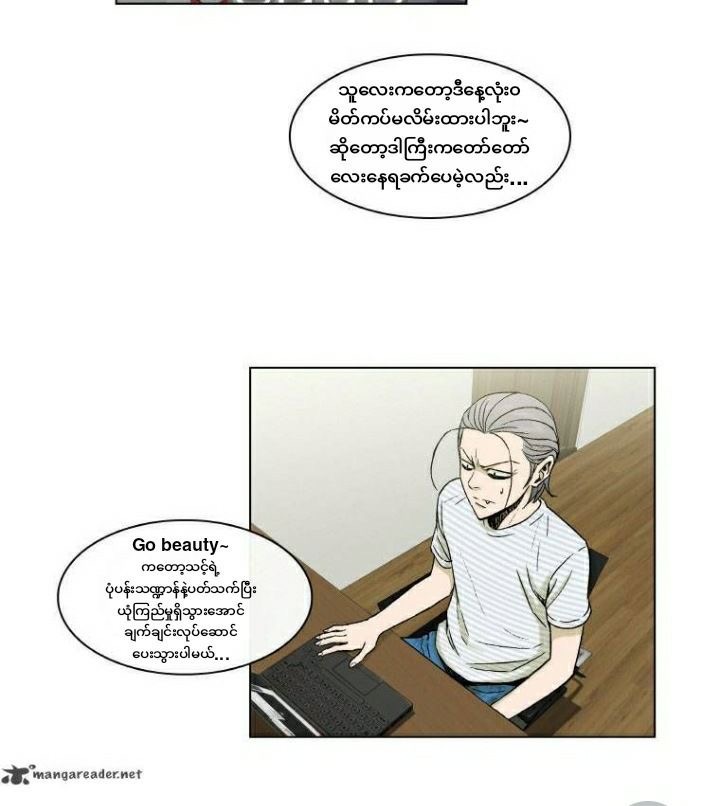 သူလေးကတော့ဒီနေ့လုံးဝ
မိတ်ကပ်မလိမ်းထားပါဘူး~
ဆိုတော့ဒါကြီးကတော်တော်
လေးနေရခက်ပေမဲ့လည်း...
Go beauty~
ကတော့သင့်ရဲ့
ပုံပန်းသဏ္ဍာန်နဲ့ပတ်သက်ပြီး
ယုံကြည်မှုရှိသွားအောင်
ချက်ချင်းလုပ်ဆောင်
ပေးသွားပါမယ်...
mangareader.net